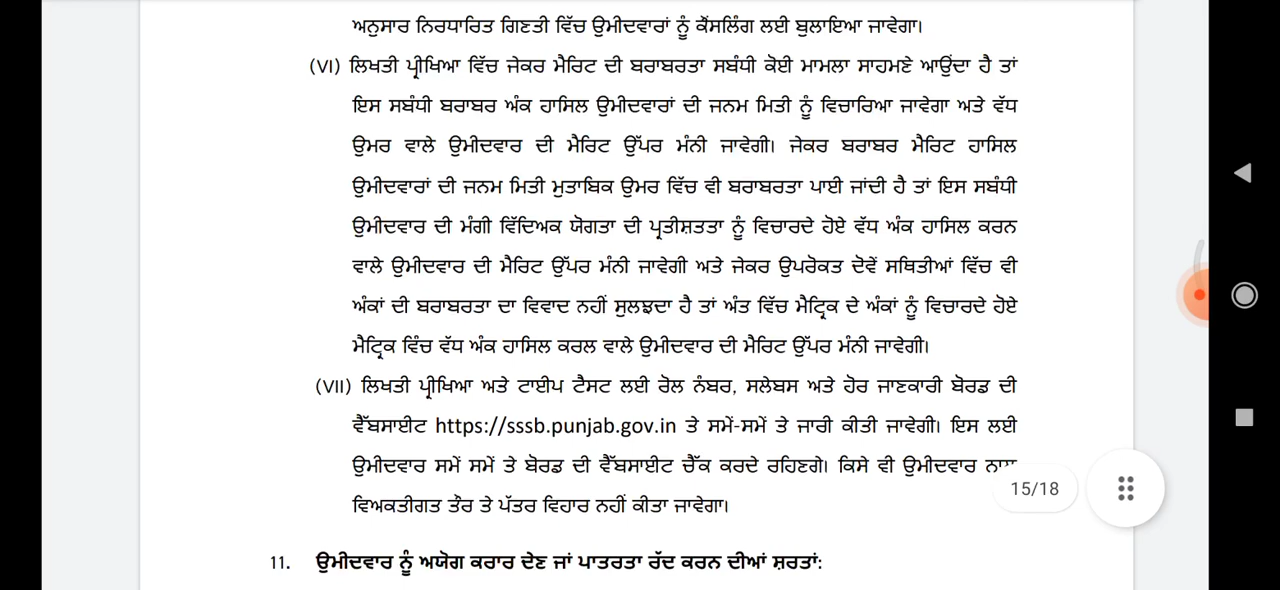 ਅਨੁਸਾਰ ਨਿਰਧਾਰਿਤ ਗਿਣਤੀ ਵਿੱਚ ਉਮੀਦਵਾਰਾਂ ਨੂੰ ਕੌਂਸਲਿੰਗ ਲਈ ਬੁਲਾਇਆ ਜਾਵੇਗਾ।
(VI) ਲਿਖਤੀ ਪ੍ਰੀਖਿਆ ਵਿੱਚ ਜੇਕਰ ਮੈਰਿਟ ਦੀ ਬਰਾਬਰਤਾ ਸਬੰਧੀ ਕੋਈ ਮਾਮਲਾ ਸਾਹਮਣੇ ਆਉਂਦਾ ਹੈ ਤਾਂ
ਇਸ ਸਬੰਧੀ ਬਰਾਬਰ ਅੰਕ ਹਾਸਿਲ ਉਮੀਦਵਾਰਾਂ ਦੀ ਜਨਮ ਮਿਤੀ ਨੂੰ ਵਿਚਾਰਿਆ ਜਾਵੇਗਾ ਅਤੇ ਵੱਧ
ਉਮਰ ਵਾਲੇ ਉਮੀਦਵਾਰ ਦੀ ਮੈਰਿਟ ਉੱਪਰ ਮੰਨੀ ਜਾਵੇਗੀ। ਜੇਕਰ ਬਰਾਬਰ ਮੈਰਿਟ ਹਾਸਿਲ
ਉਮੀਦਵਾਰਾਂ ਦੀ ਜਨਮ ਮਿਤੀ ਮੁਤਾਬਿਕ ਉਮਰ ਵਿੱਚ ਵੀ ਬਰਾਬਰਤਾ ਪਾਈ ਜਾਂਦੀ ਹੈ ਤਾਂ ਇਸ ਸਬੰਧੀ
ਉਮੀਦਵਾਰ ਦੀ ਮੰਗੀ ਵਿੱਦਿਅਕ ਯੋਗਤਾ ਦੀ ਪ੍ਰਤੀਸ਼ਤਤਾ ਨੂੰ ਵਿਚਾਰਦੇ ਹੋਏ ਵੱਧ ਅੰਕ ਹਾਸਿਲ ਕਰਨ
ਵਾਲੇ ਉਮੀਦਵਾਰ ਦੀ ਮੈਰਿਟ ਉੱਪਰ ਮੰਨੀ ਜਾਵੇਗੀ ਅਤੇ ਜੇਕਰ ਉਪਰੋਕਤ ਦੋਵੇਂ ਸਥਿਤੀਆਂ ਵਿੱਚ ਵੀ
ਅੰਕਾਂ ਦੀ ਬਰਾਬਰਤਾ ਦਾ ਵਿਵਾਦ ਨਹੀਂ ਸੁਲਝਦਾ ਹੈ ਤਾਂ ਅੰਤ ਵਿੱਚ ਮੈਟ੍ਰਿਕ ਦੇ ਅੰਕਾਂ ਨੂੰ ਵਿਚਾਰਦੇ ਹੋਏ
ਮੈਟ੍ਰਿਕ ਵਿੰਚ ਵੱਧ ਅੰਕ ਹਾਸਿਲ ਕਰਲ ਵਾਲੇ ਉਮੀਦਵਾਰ ਦੀ ਮੈਰਿਟ ਉੱਪਰ ਮੰਨੀ ਜਾਵੇਗੀ।
(VII) ਲਿਖਤੀ ਪ੍ਰੀਖਿਆ ਅਤੇ ਟਾਈਪ ਟੈਸਟ ਲਈ ਰੋਲ ਨੰਬਰ, ਸਲੇਬਸ ਅਤੇ ਹੋਰ ਜਾਣਕਾਰੀ ਬੋਰਡ ਦੀ
ਵੈੱਬਸਾਈਟ https://sssb.punjab.gov.in ਤੇ ਸਮੇਂ-ਸਮੇਂ ਤੇ ਜਾਰੀ ਕੀਤੀ ਜਾਵੇਗੀ। ਇਸ ਲਈ
ਉਮੀਦਵਾਰ ਸਮੇਂ ਸਮੇਂ ਤੇ ਬੋਰਡ ਦੀ ਵੈੱਬਸਾਈਟ ਚੈੱਕ ਕਰਦੇ ਰਹਿਣਗੇ। ਕਿਸੇ ਵੀ ਉਮੀਦਵਾਰ
15/18
ਵਿਅਕਤੀਗਤ ਤੌਰ ਤੇ ਪੱਤਰ ਵਿਹਾਰ ਨਹੀਂ ਕੀਤਾ ਜਾਵੇਗਾ।
11. ਉਮੀਦਵਾਰ ਨੂੰ ਅਯੋਗ ਕਰਾਰ ਦੇਣ ਜਾਂ ਪਾਤਰਤਾ ਰੱਦ ਕਰਨ ਦੀਆਂ ਸ਼ਰਤਾਂ: